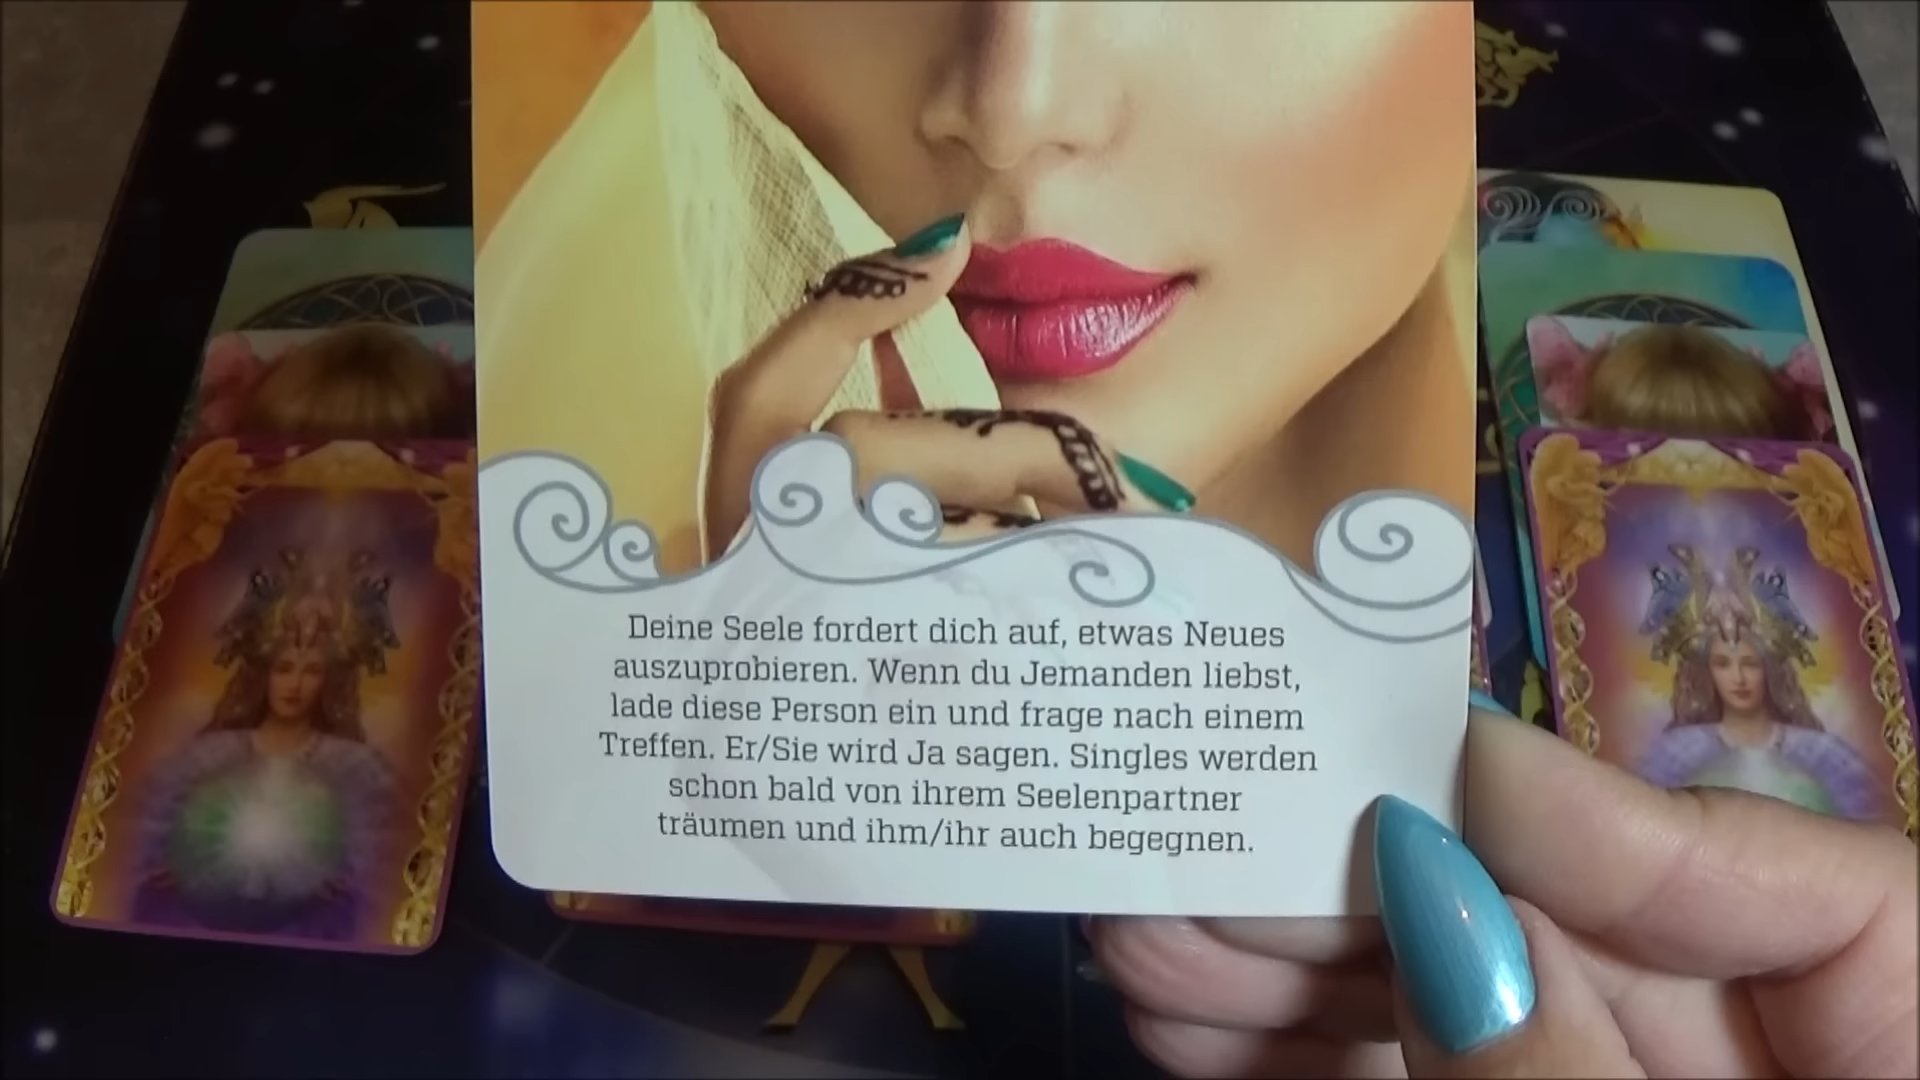 Deine Seele fordert dich auf, etwas Neues
auszuprobieren. Wenn du Jemanden liebst,
lade diese Person ein und frage nach einem
Treffen. Er/Sie wird Ja sagen. Singles werden
schon bald von ihrem Seelenpartner
träumen und ihm/ihr auch begegnen.